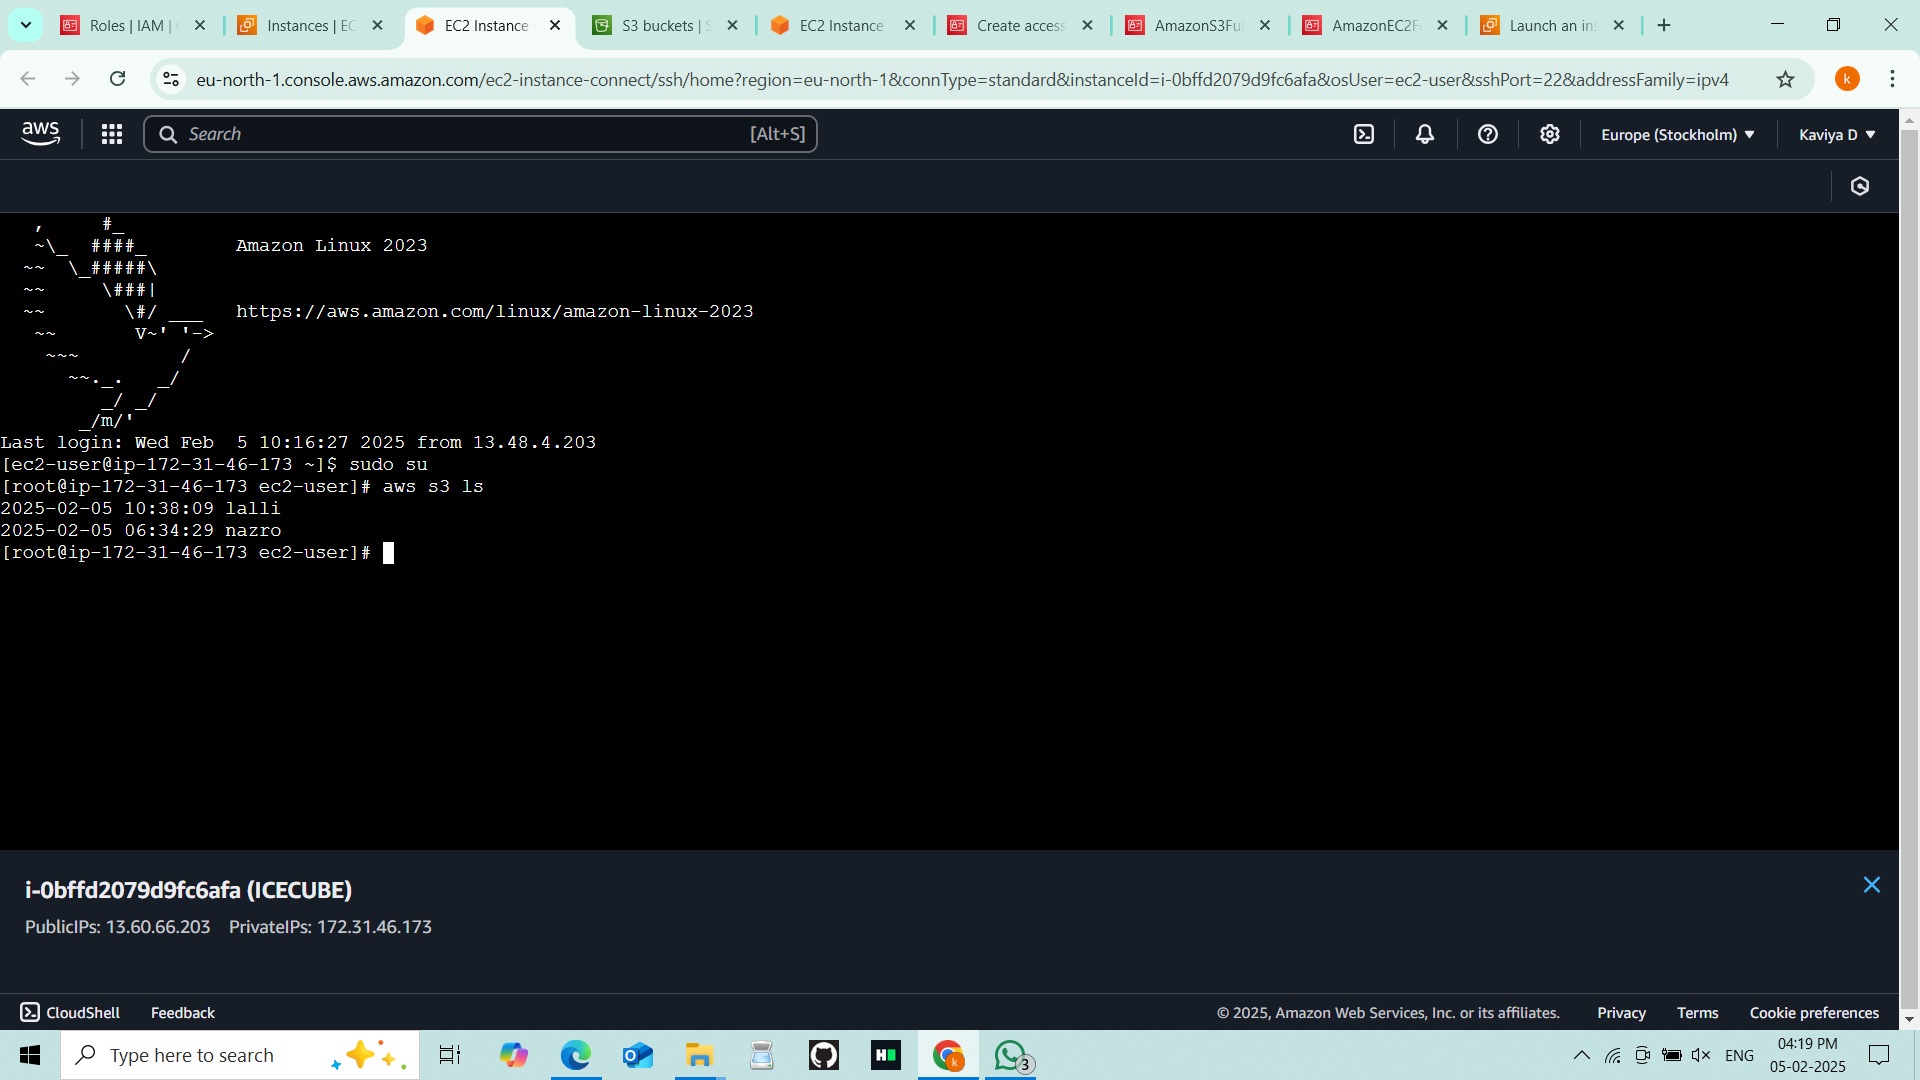 Roles | IAM |
Instances | EC
EC2 Instance
S3 buckets | S
EC2 Instance
Create access
AmazonS3Ful
AmazonEC2F
Launch an ins
eu-north-1.console.aws.amazon.com/ec2-instance-connect/ssh/home?region=eu-north-1&connType=standard&instanceId=i-0bffd2079d9fc6afa&osUser=ec2-user&sshPort=22&addressFamily=ipv4
k
aws
Search
[Alt+S]
Europe (Stockholm)
Kaviya D
   ,     #_
   ~\_  ####_        Amazon Linux 2023
  ~~  \_#####\
  ~~     \###|
  ~~       \#/ ___   https://aws.amazon.com/linux/amazon-linux-2023
   ~~       V~' '->
    ~~~         /
      ~~._.   _/
         _/ _/
       _/m/'
Last login: Wed Feb  5 10:16:27 2025 from 13.48.4.203
[ec2-user@ip-172-31-46-173 ~]$ sudo su
[root@ip-172-31-46-173 ec2-user]# aws s3 ls
2025-02-05 10:38:09 lalli
2025-02-05 06:34:29 nazro
[root@ip-172-31-46-173 ec2-user]#
i-0bffd2079d9fc6afa (ICECUBE)
PublicIPs: 13.60.66.203   PrivateIPs: 172.31.46.173
CloudShell
Feedback
© 2025, Amazon Web Services, Inc. or its affiliates.
Privacy
Terms
Cookie preferences
Type here to search
3
ENG
04:19 PM
05-02-2025